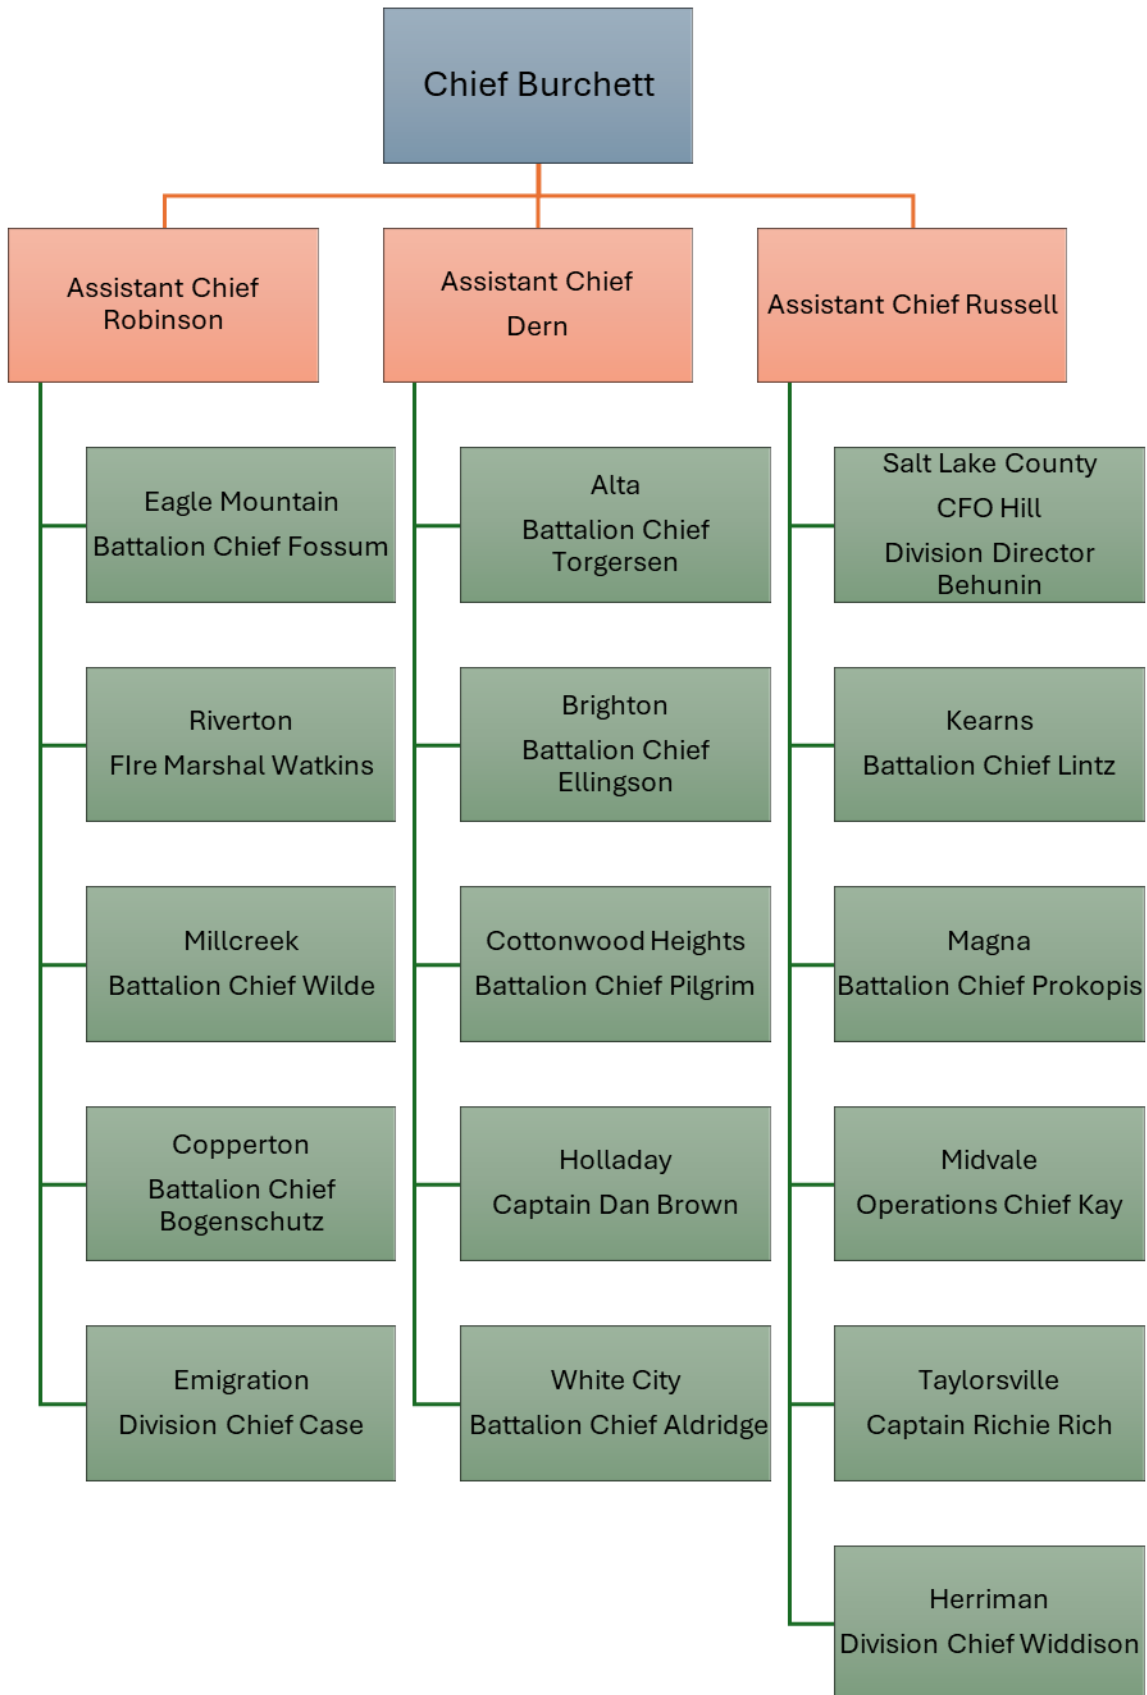 Chief Burchett
Assistant Chief
Robinson
Eagle Mountain
Battalion Chief Fossum
Riverton
FIre Marshal Watkins
Millcreek
Battalion Chief Wilde
Copperton
Battalion Chief
Bogenschutz
Emigration
Division Chief Case
Assistant Chief
Dern
Alta
Battalion Chief
Torgersen
Brighton
Battalion Chief
Ellingson
Cottonwood Heights
Battalion Chief Pilgrim
Holladay
Captain Dan Brown
White City
Battalion Chief Aldridge
Assistant Chief Russell
Salt Lake County
CFO Hill
Division Director
Behunin
Kearns
Battalion Chief Lintz
Magna
Battalion Chief Prokopis
Midvale
Operations Chief Kay
Taylorsville
Captain Richie Rich
Herriman
Division Chief Widdison